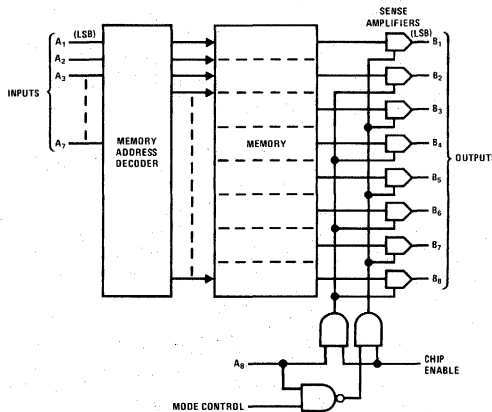 SENSE
AMPLIFIERS
INPUTS
A1 (LSB)
A2
A3
A7
MEMORY
ADDRESS
DECODER
MEMORY
(LSB)
B1
B2
B3
B4
B5
B6
B7
B8
OUTPUTS
A8
CHIP
ENABLE
MODE CONTROL